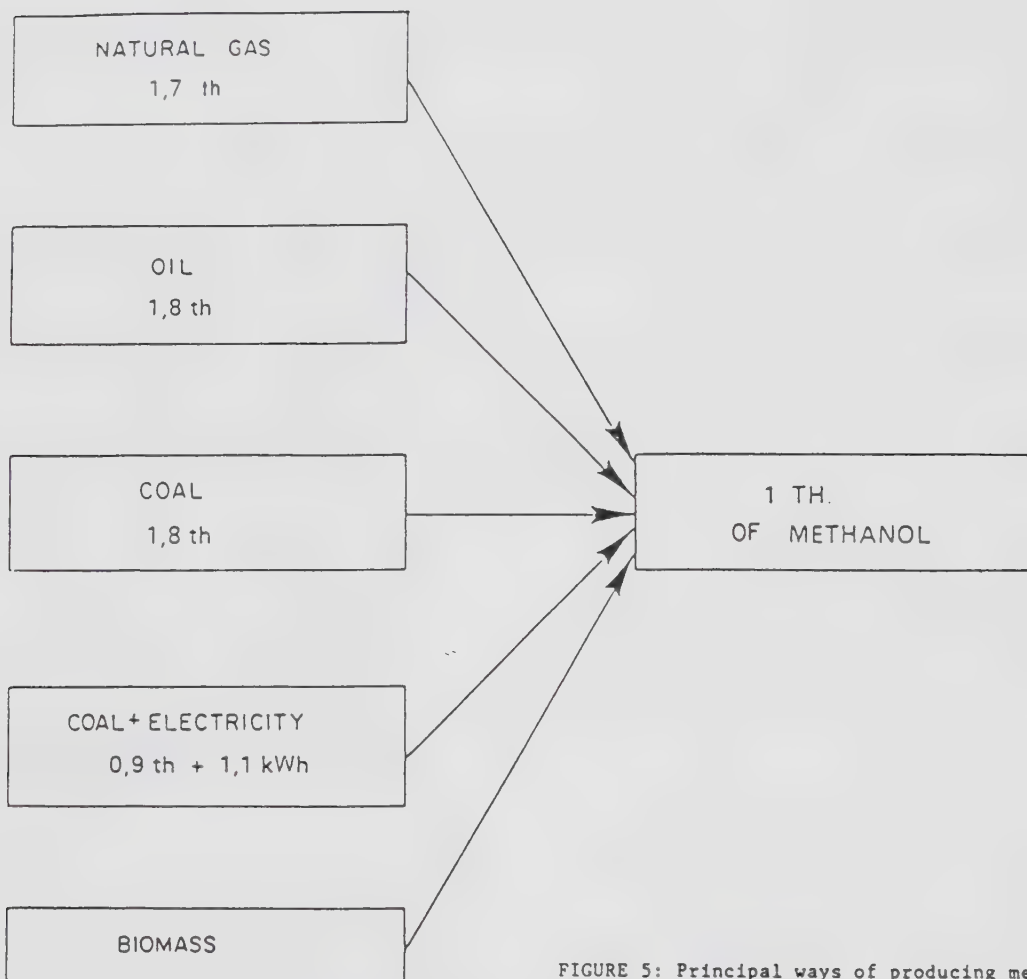 NATURAL GAS
1,7 th
OIL
1,8 th
COAL
1,8 th
1 TH.
OF METHANOL
COAL + ELECTRICITY
0,9 th + 1,1 kWh
BIOMASS
FIGURE 5: Principal ways of producing me